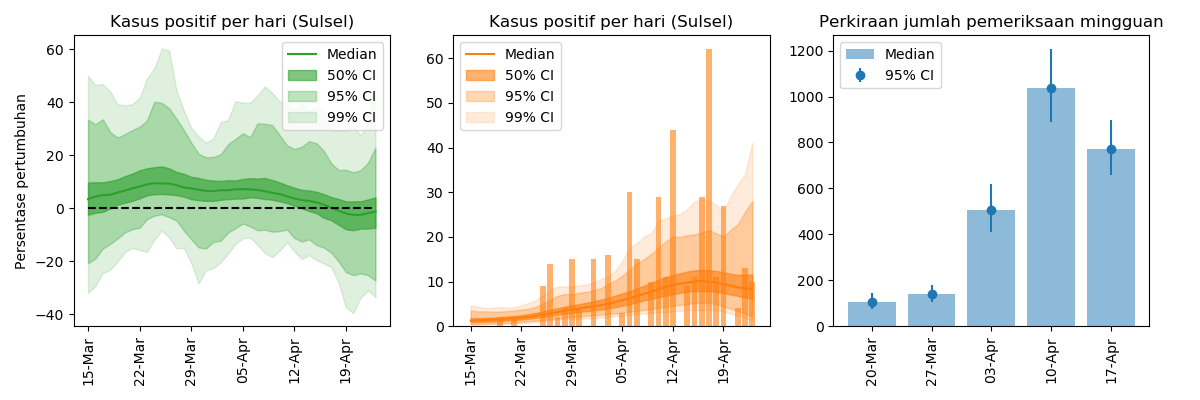 Kasus positif per hari (Sulsel)
Persentase pertumbuhan
60
40
20
0
−20
−40
Median
50% CI
95% CI
99% CI
15-Mar
22-Mar
29-Mar
05-Apr
12-Apr
19-Apr
Kasus positif per hari (Sulsel)
60
50
40
30
20
10
0
Median
50% CI
95% CI
99% CI
15-Mar
22-Mar
29-Mar
05-Apr
12-Apr
19-Apr
Perkiraan jumlah pemeriksaan mingguan
1200
1000
800
600
400
200
0
Median
95% CI
20-Mar
27-Mar
03-Apr
10-Apr
17-Apr